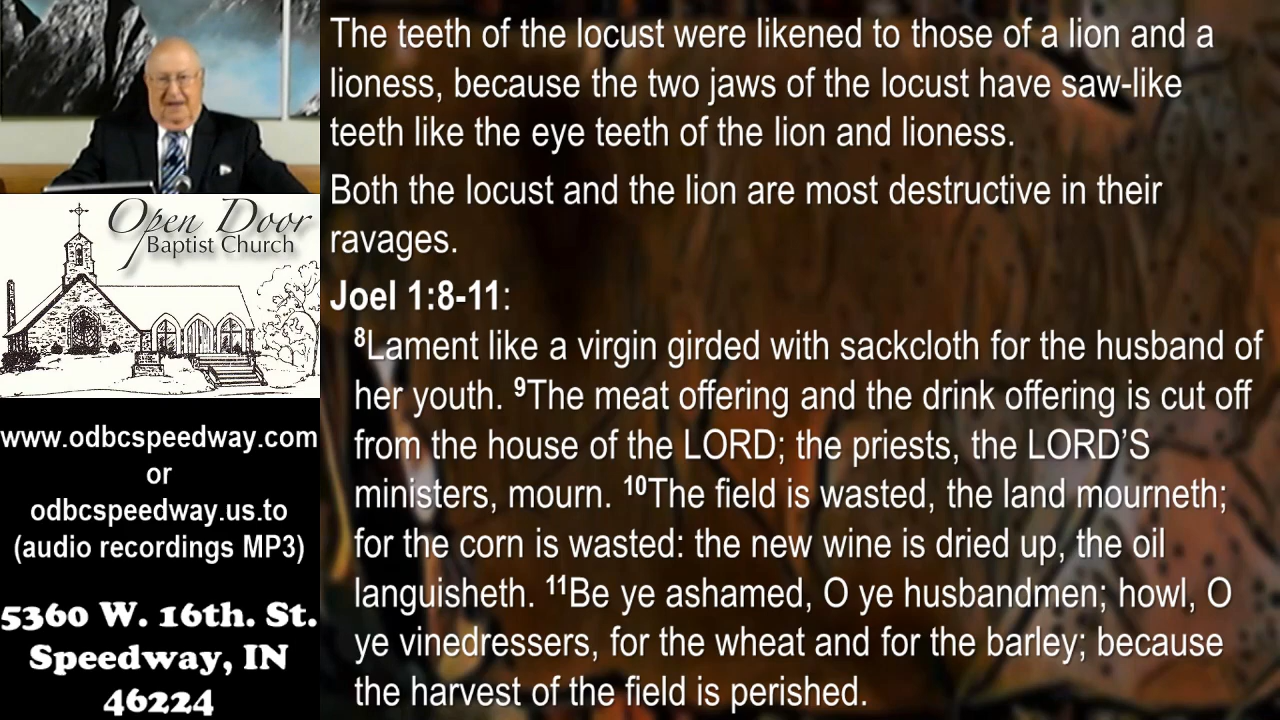 The teeth of the locust were likened to those of a lion and a
lioness, because the two jaws of the locust have saw-like
teeth like the eye teeth of the lion and lioness.
Both the locust and the lion are most destructive in their
ravages.
Joel 1:8-11:
8Lament like a virgin girded with sackcloth for the husband of
her youth. 9The meat offering and the drink offering is cut off
from the house of the LORD; the priests, the LORD’S
ministers, mourn. 10The field is wasted, the land mourneth;
for the corn is wasted: the new wine is dried up, the oil
languisheth. 11Be ye ashamed, O ye husbandmen; howl, O
ye vinedressers, for the wheat and for the barley; because
the harvest of the field is perished.
Open Door
Baptist Church
www.odbcspeedway.com
or
odbcspeedway.us.to
(audio recordings MP3)
5360 W. 16th. St.
Speedway, IN
46224